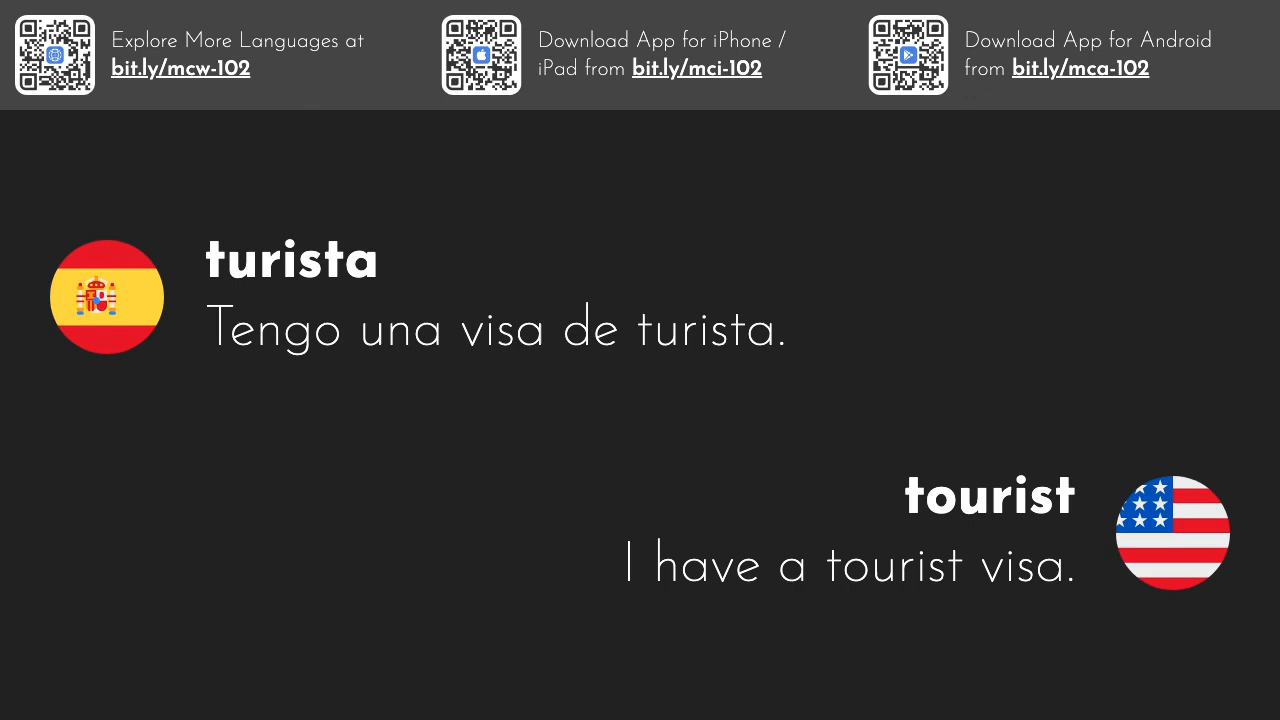 Explore More Languages at
bit.ly/mcw-102
Download App for iPhone /
iPad from bit.ly/mci-102
Download App for Android
from bit.ly/mca-102
turista
Tengo una visa de turista.
tourist
I have a tourist visa.